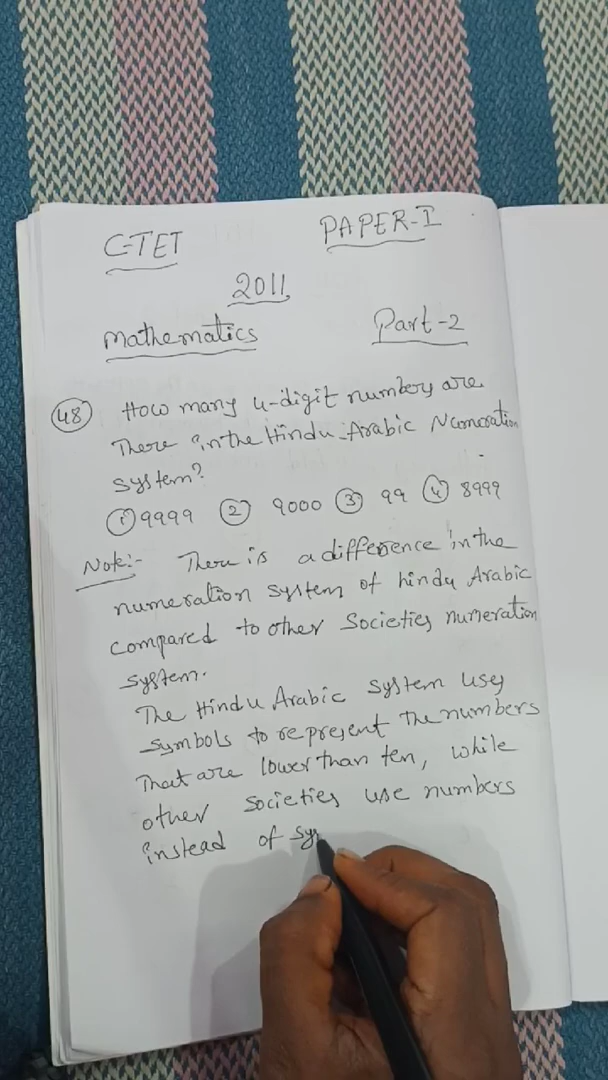 C-TET PAPER-I
2011
Mathematics Part-2
48 How many 4-digit numbers are
There in the Hindu-Arabic Numeration
system?
1 9999 2 9000 3 99 4 8999
Note:- There is a difference in the
numeration system of hindu Arabic
compared to other Societies numeration
system.
The Hindu Arabic system uses
symbols to represent the numbers
That are lower than ten, while
other societies use numbers
instead of sy